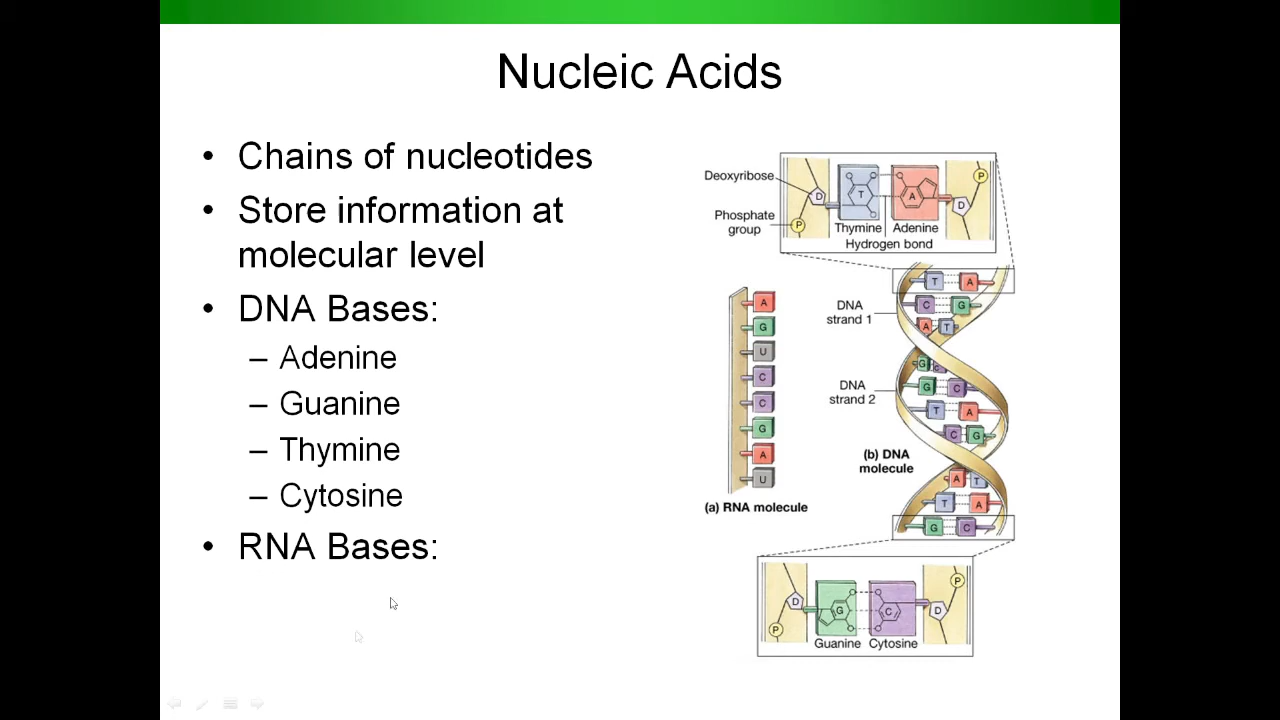 Nucleic Acids
• Chains of nucleotides
• Store information at
molecular level
• DNA Bases:
– Adenine
– Guanine
– Thymine
– Cytosine
• RNA Bases:
Deoxyribose
Phosphate
group
D
P
T
A
D
P
Thymine Adenine
Hydrogen bond
A
G
U
C
C
G
A
U
(a) RNA molecule
DNA
strand 1
DNA
strand 2
(b) DNA
molecule
T A
C G
A T
G C
G C
T A
C G
A T
T A
G C
D
P
G
C
D
P
Guanine Cytosine